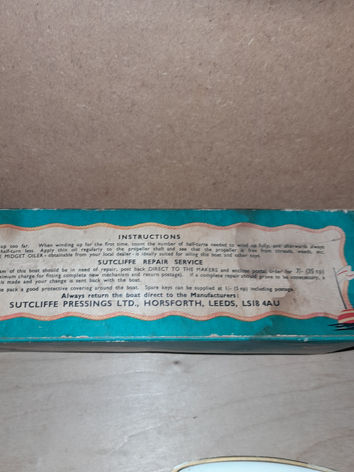 INSTRUCTIONS
up too far. When winding up for the first time, count the number of half-turns needed to wind up fully, and afterwards always
half-turn less. Apply thin oil regularly to the propeller shaft and see that the propeller is free from threads, weeds, etc.
MIDGET OILER - obtainable from your local dealer - is ideally suited for oiling this boat and other toys.
SUTCLIFFE REPAIR SERVICE
of this boat should be in need of repair, post back DIRECT TO THE MAKERS and enclose postal order for 7/- (35 np)
charge for fitting complete new mechanism and return postage). If a complete repair should prove to be unnecessary, a
is made and your change is sent back with the boat.
pack a good protective covering around the boat. Spare keys can be supplied at 1/- (5 np) including postage.
Always return the boat direct to the Manufacturers:
SUTCLIFFE PRESSINGS LTD., HORSFORTH, LEEDS, LS18 4AU